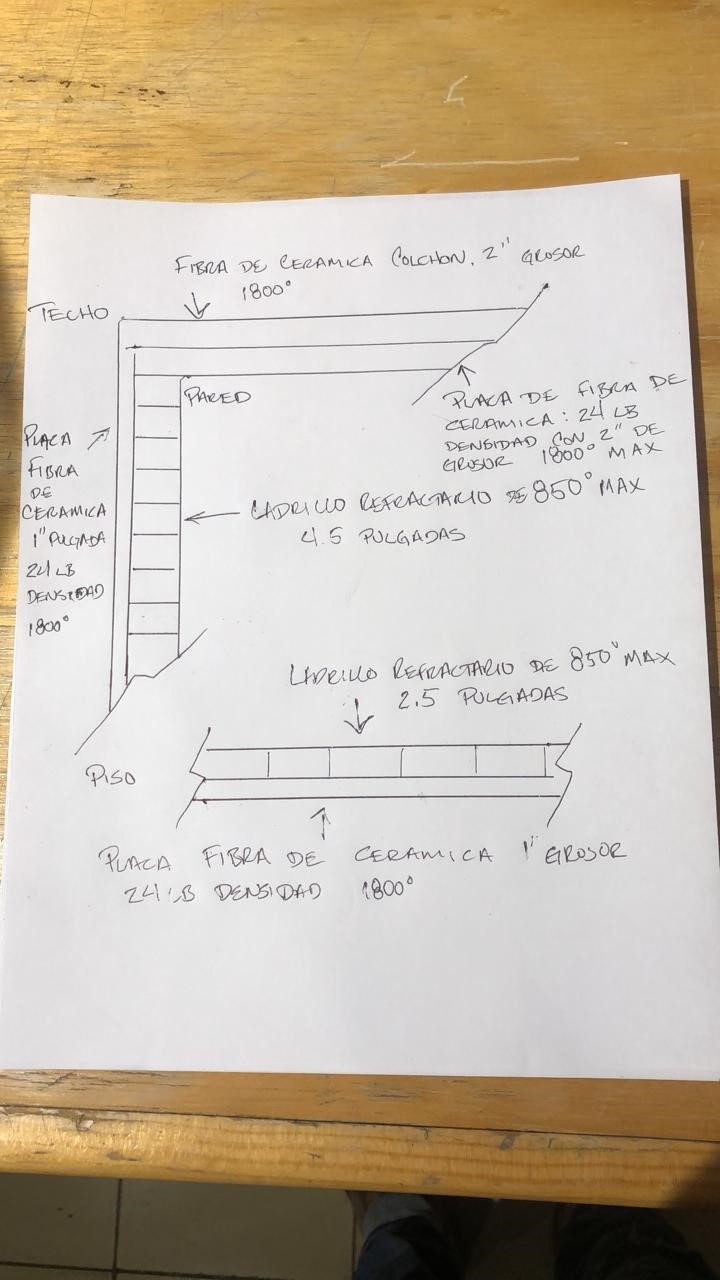 FIBRA DE CERAMICA COLCHON. 2" GROSOR
1800°
TECHO
PARED
PLACA DE FIBRA DE
CERAMICA: 24 LB
DENSIDAD CON 2" DE
GROSOR 1800° MAX
PLACA
FIBRA
DE
CERAMICA
1" PULGADA
24 LB
DENSIDAD
1800°
LADRILLO REFRACTARIO DE 850° MAX
4.5 PULGADAS
LADRILLO REFRACTARIO DE 850° MAX
2.5 PULGADAS
PISO
PLACA FIBRA DE CERAMICA 1" GROSOR
24 LB DENSIDAD 1800°